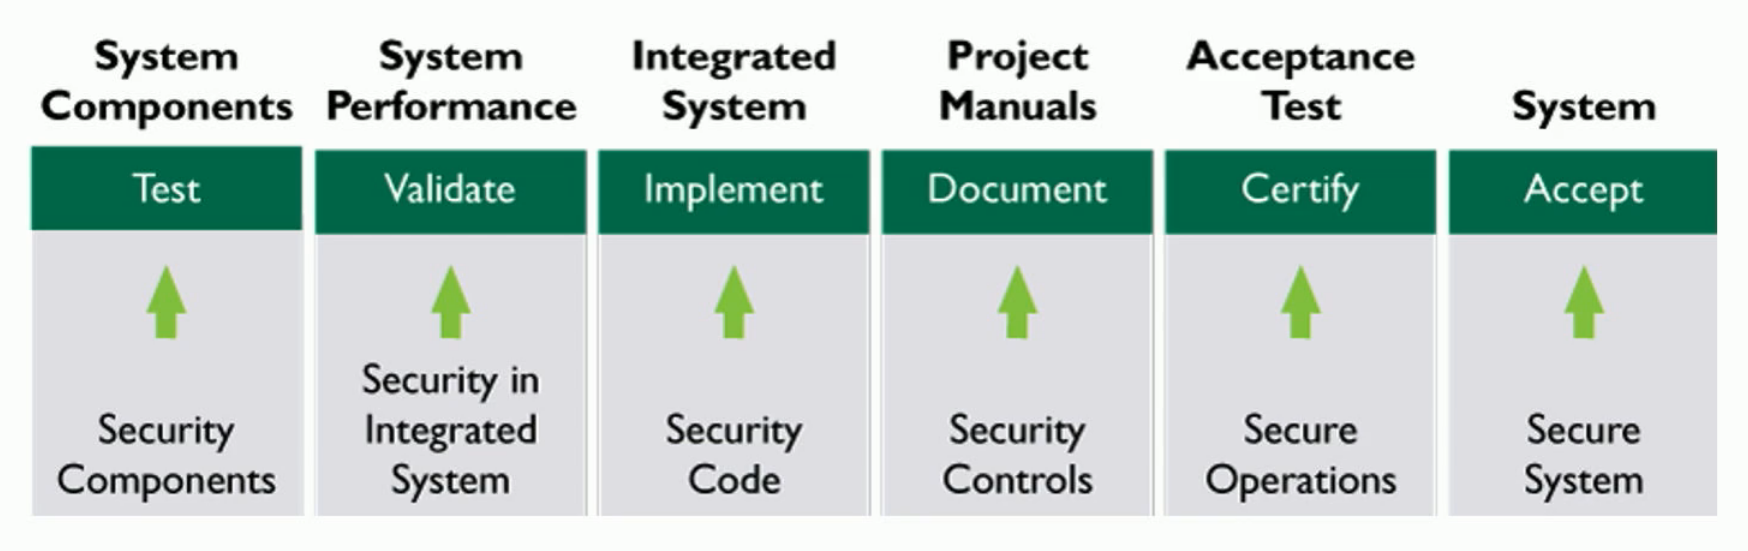 System
Components
System
Performance
Integrated
System
Project
Manuals
Acceptance
Test
System
Test
Validate
Implement
Document
Certify
Accept
Security
Components
Security in
Integrated
System
Security
Code
Security
Controls
Secure
Operations
Secure
System